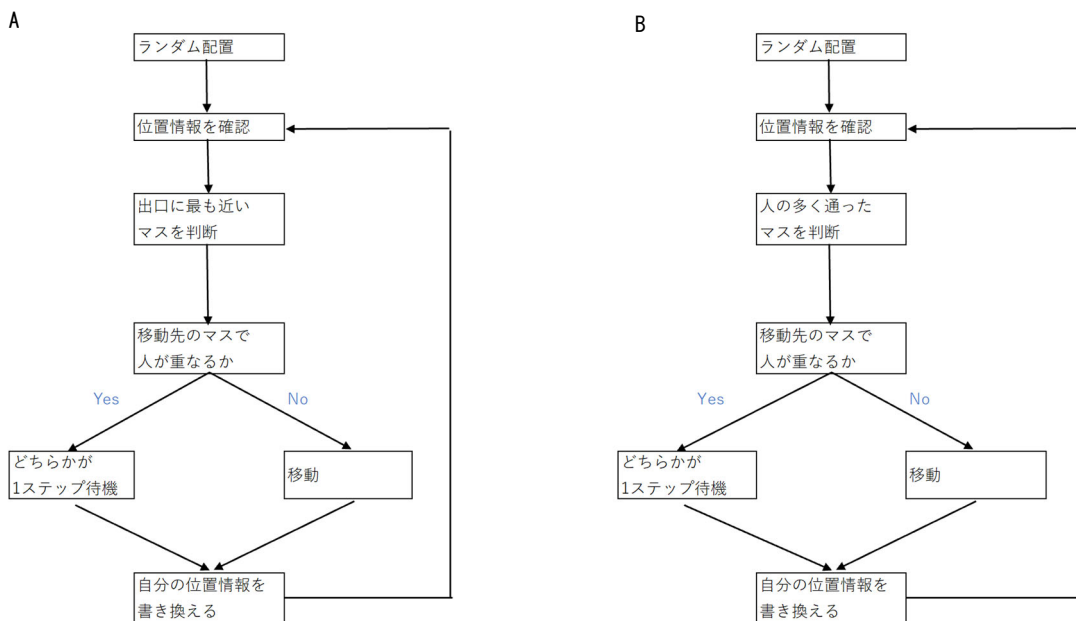 A
ランダム配置
位置情報を確認
出口に最も近い
マスを判断
移動先のマスで
人が重なるか
Yes
No
どちらかが
1ステップ待機
移動
自分の位置情報を
書き換える
B
ランダム配置
位置情報を確認
人の多く通った
マスを判断
移動先のマスで
人が重なるか
Yes
No
どちらかが
1ステップ待機
移動
自分の位置情報を
書き換える